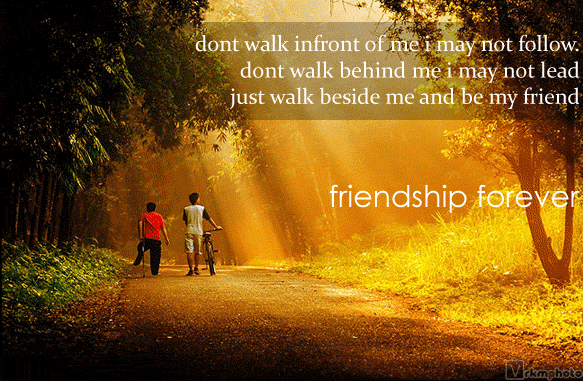 dont walk infront of me i may not follow.
dont walk behind me i may not lead
just walk beside me and be my friend
friendship forever
Vrkmphoto